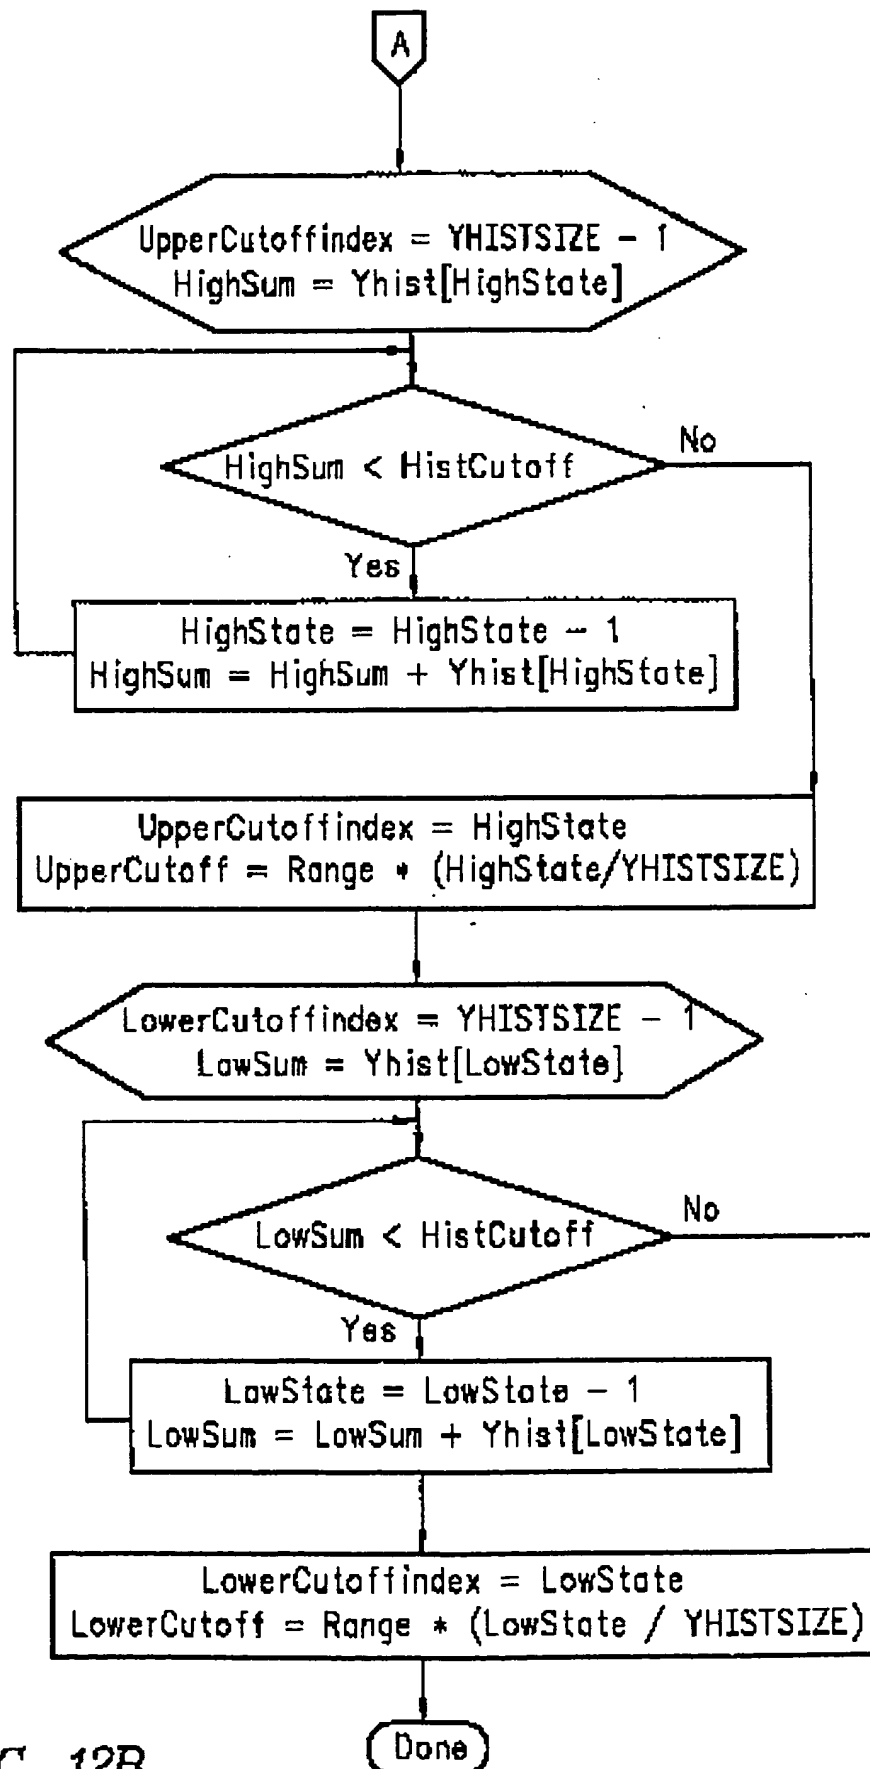 A
UpperCutoffindex = YHISTSIZE - 1
HighSum = Yhist[HighState]
HighSum < HistCutoff
No
Yes
HighState = HighState - 1
HighSum = HighSum + Yhist[HighState]
UpperCutoffindex = HighState
UpperCutoff = Range * (HighState/YHISTSIZE)
LowerCutoffindex = YHISTSIZE - 1
LowSum = Yhist[LowState]
LowSum < HistCutoff
No
Yes
LowState = LowState - 1
LowSum = LowSum + Yhist[LowState]
LowerCutoffindex = LowState
LowerCutoff = Range * (LowState / YHISTSIZE)
Done
12B